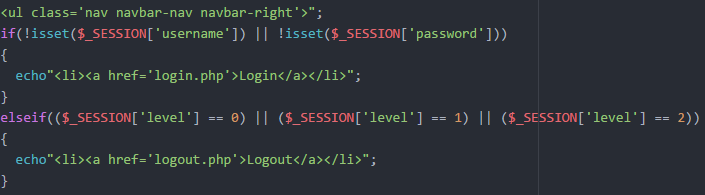 <ul class='nav navbar-nav navbar-right'>";
if(!isset($_SESSION['username']) || !isset($_SESSION['password']))
{
  echo"<li><a href='login.php'>Login</a></li>";
}
elseif(($_SESSION['level'] == 0) || ($_SESSION['level'] == 1) || ($_SESSION['level'] == 2))
{
  echo"<li><a href='logout.php'>Logout</a></li>";
}